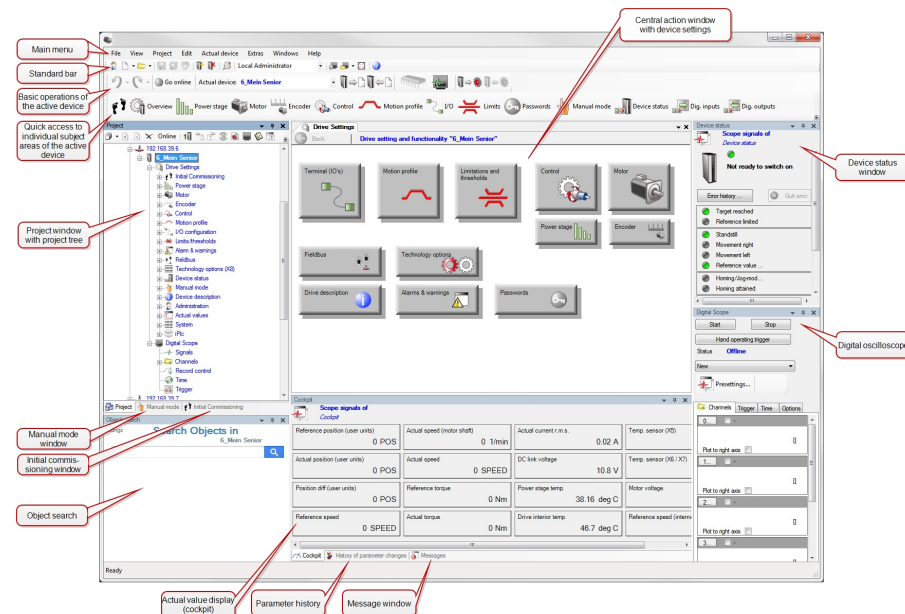 Central action window
with device settings
Main menu
File View Project Edit Actual device Extras Windows Help
Standard bar
Local Administrator
Basic operations of
the active device
Go online Actual device: 6_Mein Senior
Quick access to
individual subject
areas of the active
device
Overview Power stage Motor Encoder Control Motion profile I/O Limits Passwords Manual mode Device status Dig. inputs Dig. outputs
Project
Online
192.168.39.6
6_Mein Senior
Drive Settings
Initial Commissioning
Power stage
Motor
Encoder
Control
Motion profile
I/O configuration
Limits/thresholds
Alarm & warnings
Fieldbus
Technology options (X8)
Device status
Manual mode
Device description
Administration
Actual values
System
iPlc
Digital Scope
Signals
Channels
Record control
Time
Trigger
192.168.39.7
Project window
with project tree
Project Manual mode Initial Commissioning
Manual mode
window
Initial commis-
sioning window
Object search
Search Objects in
6_Mein Senior
Drive Settings
Back Drive setting and functionality "6_Mein Senior"
Terminal (IO's)
Motion profile
Limitations and
thresholds
Control
Motor
Power stage
Encoder
Fieldbus
Technology options
Drive description
Alarms & warnings
Passwords
Device status
Scope signals of
Device status
Not ready to switch on
Error history ...
Quit error
Target reached
Reference limited
Standstill
Movement right
Movement left
Reference value ...
Homing/Jog-mod...
Homing attained
Device status
window
Digital Scope
Start Stop
Hand operating trigger
Status Offline
New
Presettings...
Digital oscilloscope
Channels Trigger Time Options
0...
0
Plot to right axis
1...
0
Plot to right axis
2...
0
Plot to right axis
3...
Cockpit
Scope signals of
Cockpit
Reference position (user units)
0 POS
Actual speed (motor shaft)
0 1/min
Actual current r.m.s.
0.02 A
Temp. sensor (X5)
Actual position (user units)
0 POS
Actual speed
0 SPEED
DC link voltage
10.8 V
Temp. sensor (X6 / X7)
Position diff (user units)
0 POS
Reference torque
0 Nm
Power stage temp.
38.16 deg C
Motor voltage
Reference speed
0 SPEED
Actual torque
0 Nm
Drive interior temp.
46.7 deg C
Reference speed (intern
Cockpit History of parameter changes Messages
Ready
Actual value display
(cockpit)
Parameter history
Message window